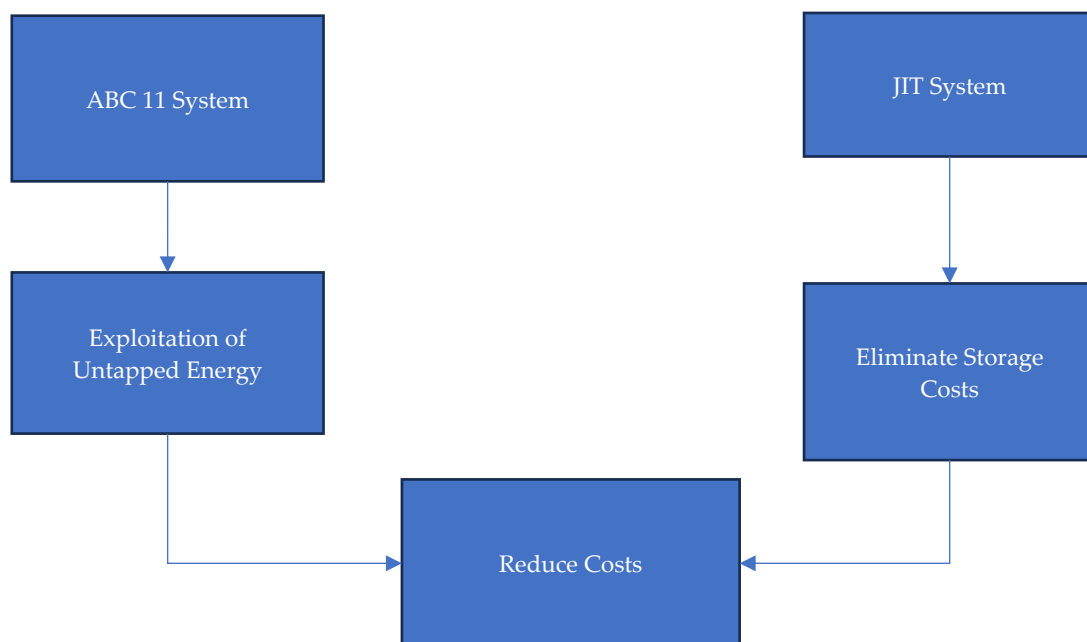 ABC 11 System
JIT System
Exploitation of
Untapped Energy
Eliminate Storage
Costs
Reduce Costs